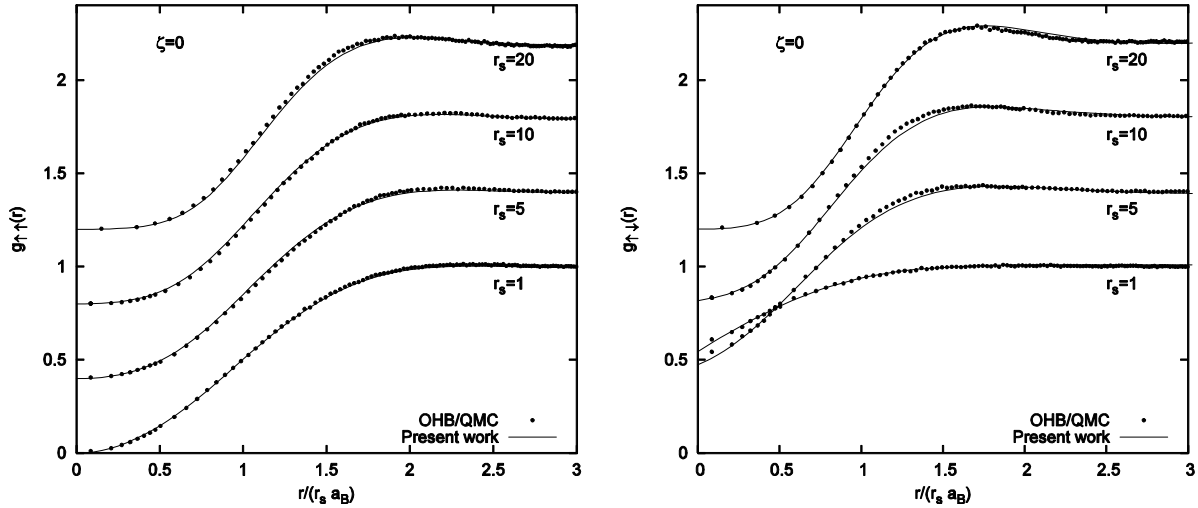 ζ=0
r_s=20
r_s=10
r_s=5
r_s=1
OHB/QMC
Present work
g↑↑(r)
0
0.5
1
1.5
2
0 0.5 1 1.5 2 2.5 3
r/(r_s a_B)
ζ=0
r_s=20
r_s=10
r_s=5
r_s=1
OHB/QMC
Present work
g↑↓(r)
0
0.5
1
1.5
2
0 0.5 1 1.5 2 2.5 3
r/(r_s a_B)